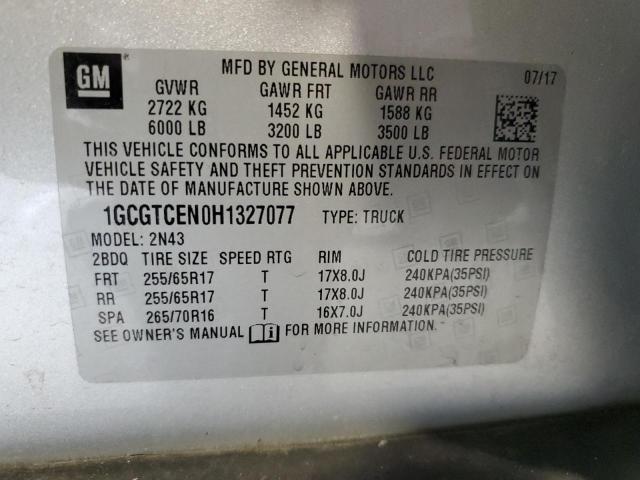 GM
MFD BY GENERAL MOTORS LLC 07/17
GVWR GAWR FRT GAWR RR
2722 KG 1452 KG 1588 KG
6000 LB 3200 LB 3500 LB
THIS VEHICLE CONFORMS TO ALL APPLICABLE U.S. FEDERAL MOTOR
VEHICLE SAFETY AND THEFT PREVENTION STANDARDS IN EFFECT ON
THE DATE OF MANUFACTURE SHOWN ABOVE.
1GCGTCEN0H1327077 TYPE: TRUCK
MODEL: 2N43
2BDQ TIRE SIZE SPEED RTG RIM COLD TIRE PRESSURE
FRT 255/65R17 T 17X8.0J 240KPA(35PSI)
RR 255/65R17 T 17X8.0J 240KPA(35PSI)
SPA 265/70R16 T 16X7.0J 240KPA(35PSI)
SEE OWNER'S MANUAL i FOR MORE INFORMATION.